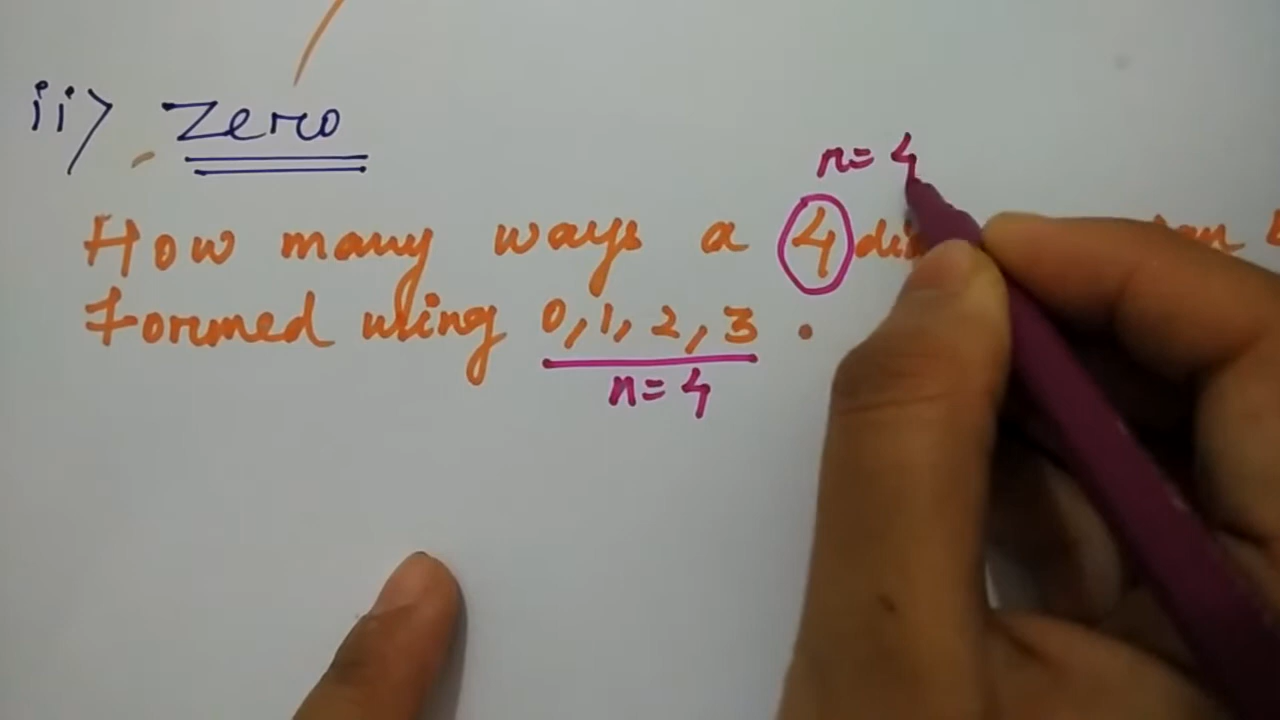 ii) Zero
n= 4
How many ways a 4
Formed using 0, 1, 2, 3 .
n= 4